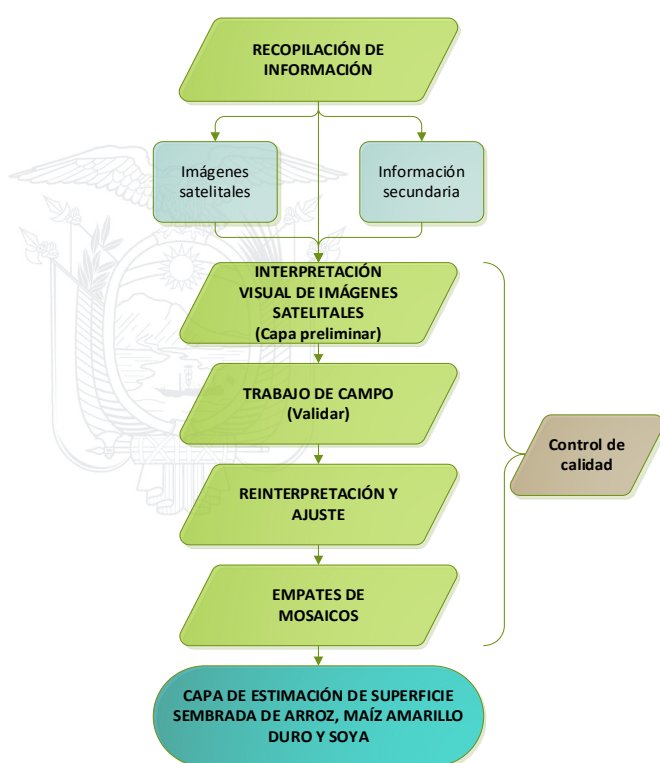 RECOPILACIÓN DE
INFORMACIÓN
Imágenes
satelitales
Información
secundaria
INTERPRETACIÓN
VISUAL DE IMÁGENES
SATELITALES
(Capa preliminar)
TRABAJO DE CAMPO
(Validar)
Control de
calidad
REINTERPRETACIÓN Y
AJUSTE
EMPATES DE
MOSAICOS
CAPA DE ESTIMACIÓN DE SUPERFICIE
SEMBRADA DE ARROZ, MAÍZ AMARILLO
DURO Y SOYA